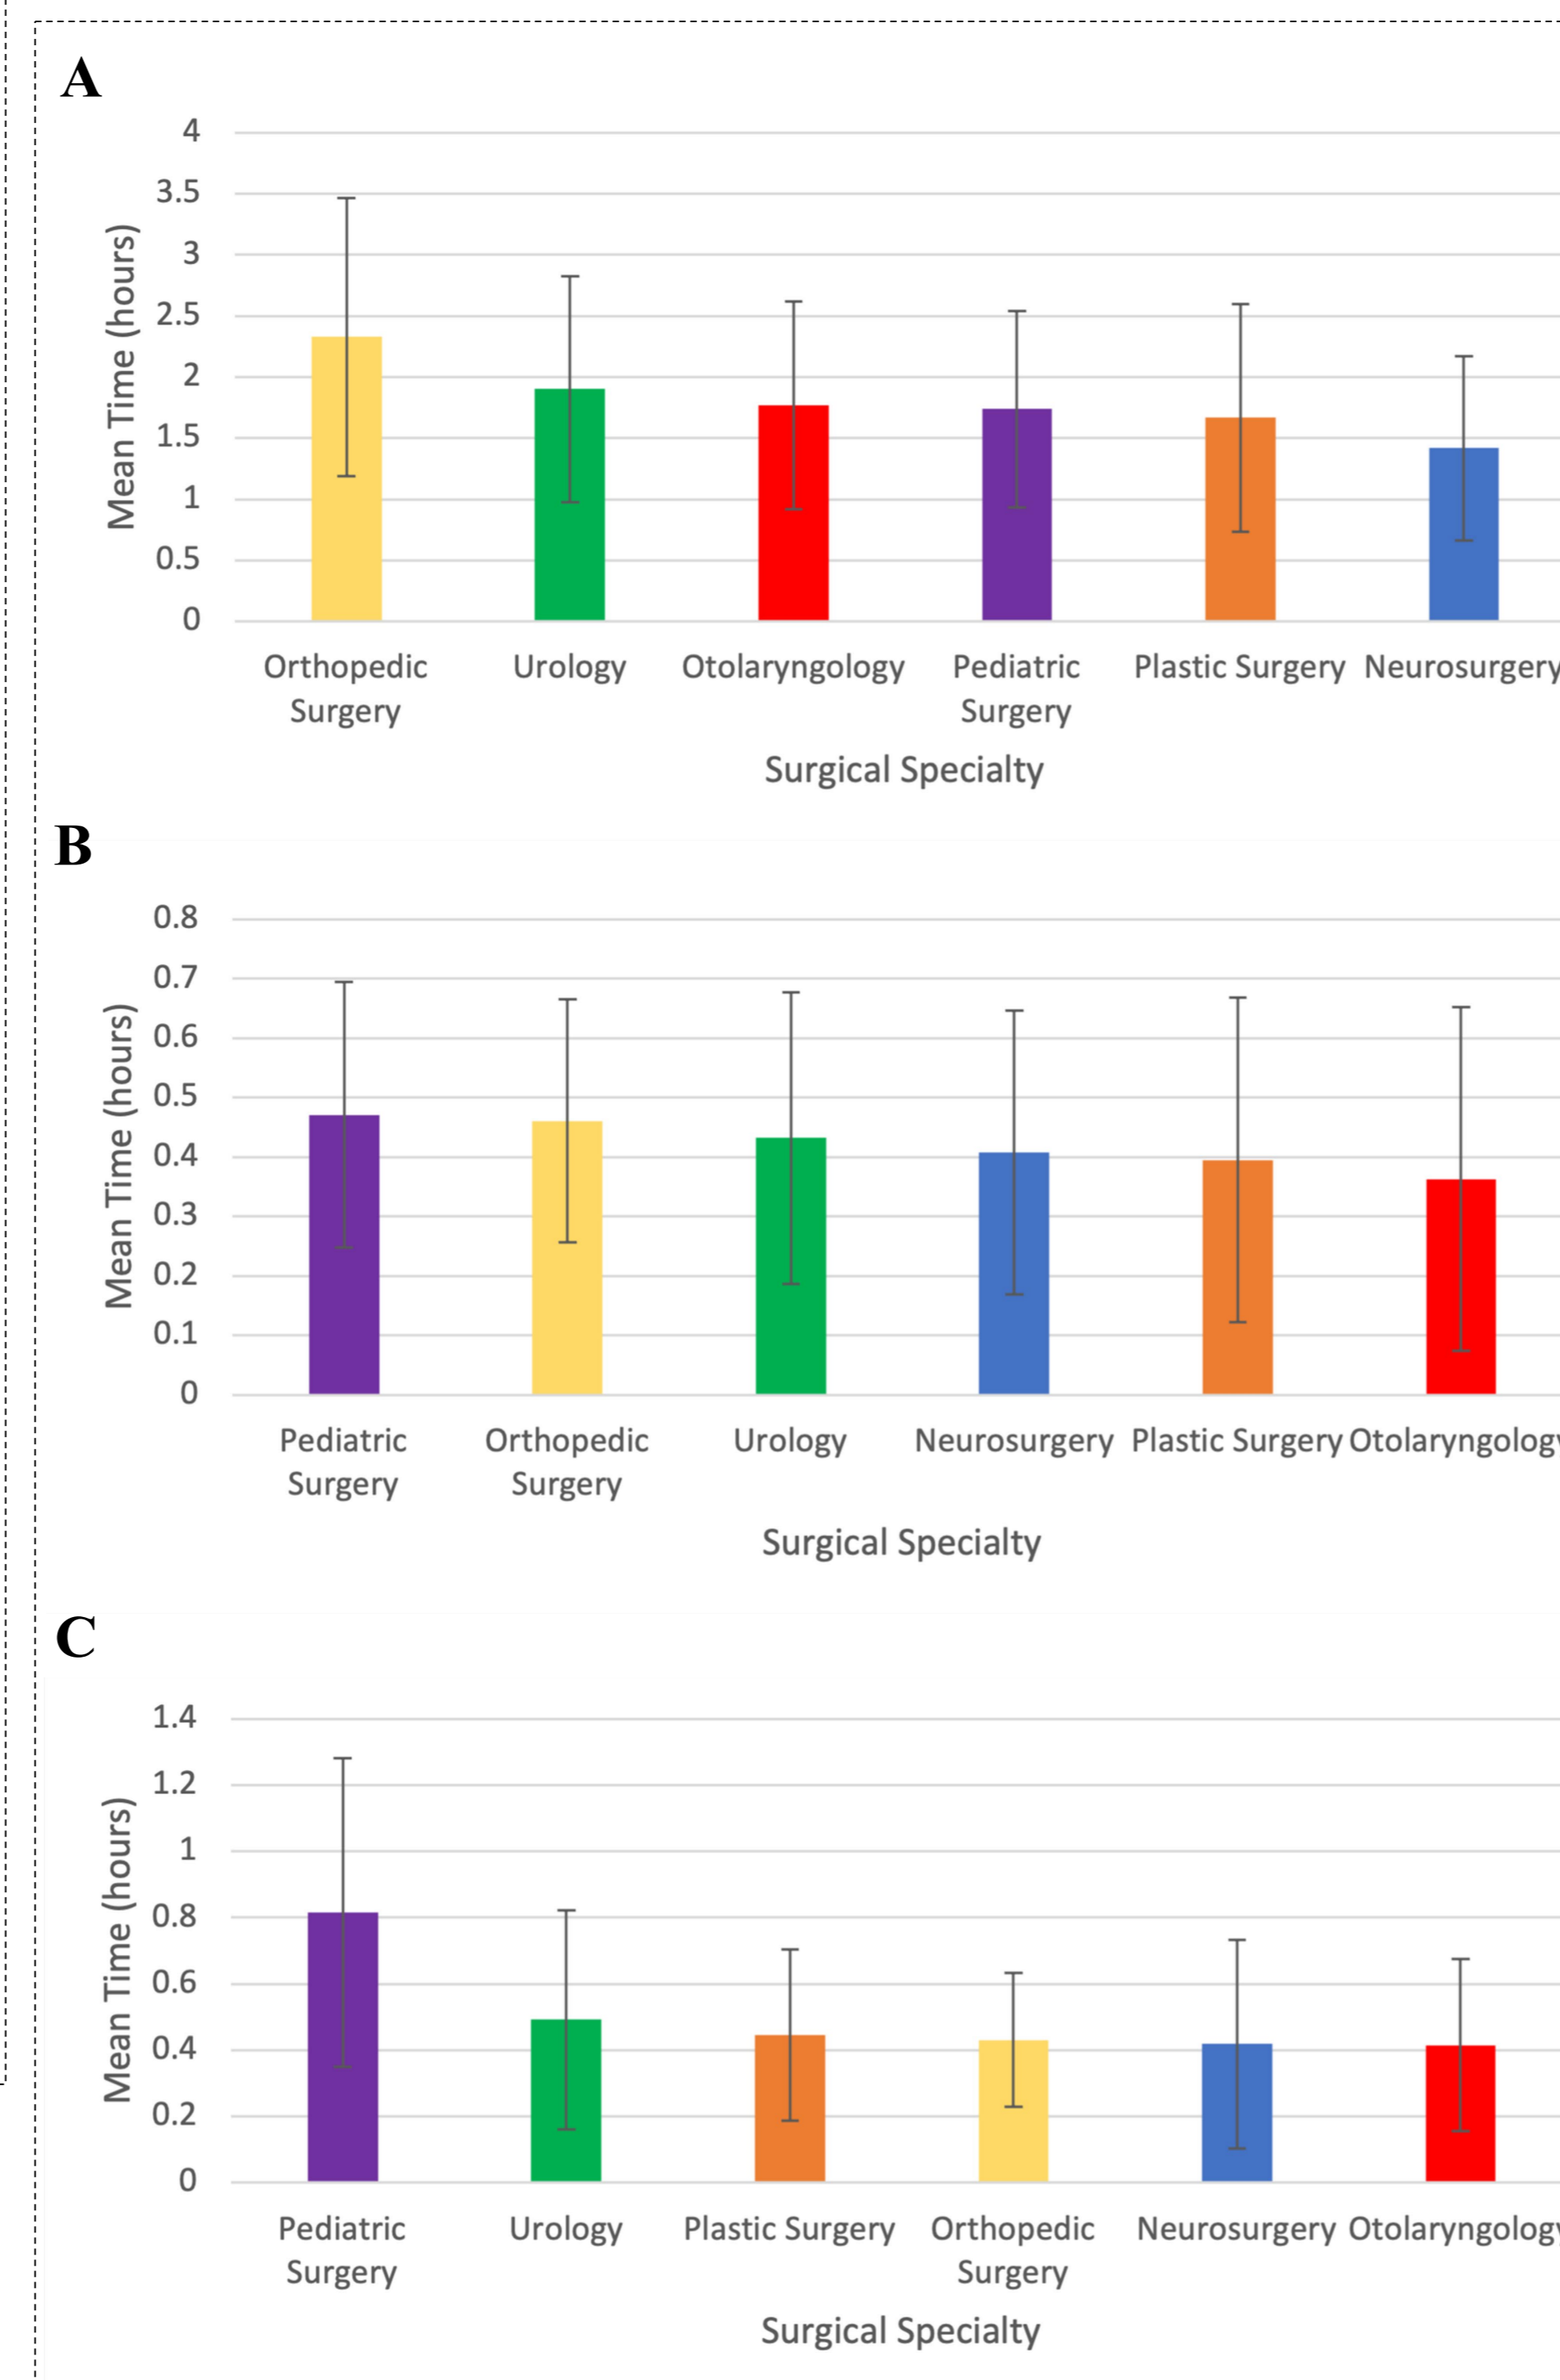 A
4
3.5
3
2.5
2
1.5
1
0.5
0
Mean Time (hours)
Orthopedic Surgery
Urology
Otolaryngology
Pediatric Surgery
Plastic Surgery
Neurosurgery
Surgical Specialty
B
0.8
0.7
0.6
0.5
0.4
0.3
0.2
0.1
0
Mean Time (hours)
Pediatric Surgery
Orthopedic Surgery
Urology
Neurosurgery
Plastic Surgery
Otolaryngology
Surgical Specialty
C
1.4
1.2
1
0.8
0.6
0.4
0.2
0
Mean Time (hours)
Pediatric Surgery
Urology
Plastic Surgery
Orthopedic Surgery
Neurosurgery
Otolaryngology
Surgical Specialty